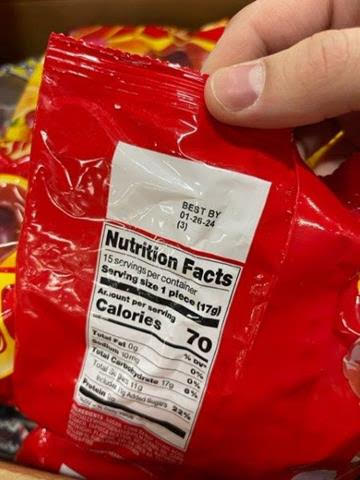 BEST BY
01-26-24
(3)
Nutrition Facts
15 servings per container
Serving size 1 piece (17g)
Amount per serving
Calories 70
% DV*
Total Fat 0g 0%
Sodium 10mg 0%
Total Carbohydrate 17g 6%
Total Sugars 11g
Added Sugars 22%
Protein 0g
INGREDIENTS: